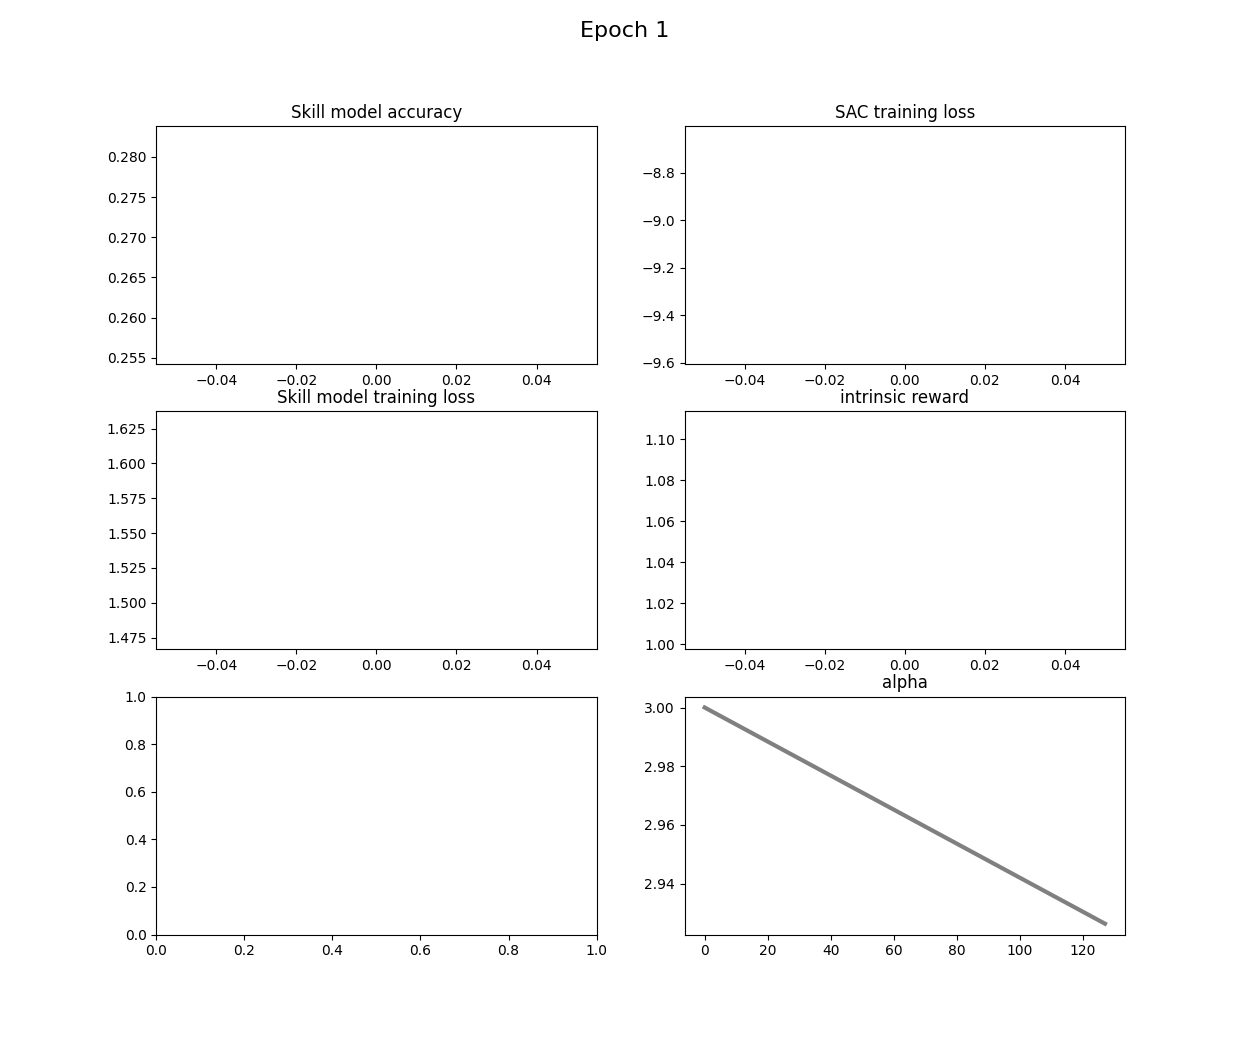 Epoch 1
Skill model accuracy
0.280
0.275
0.270
0.265
0.260
0.255
−0.04 −0.02 0.00 0.02 0.04
SAC training loss
−8.8
−9.0
−9.2
−9.4
−9.6
−0.04 −0.02 0.00 0.02 0.04
Skill model training loss
1.625
1.600
1.575
1.550
1.525
1.500
1.475
−0.04 −0.02 0.00 0.02 0.04
intrinsic reward
1.10
1.08
1.06
1.04
1.02
1.00
−0.04 −0.02 0.00 0.02 0.04
1.0
0.8
0.6
0.4
0.2
0.0
0.0 0.2 0.4 0.6 0.8 1.0
alpha
3.00
2.98
2.96
2.94
0 20 40 60 80 100 120